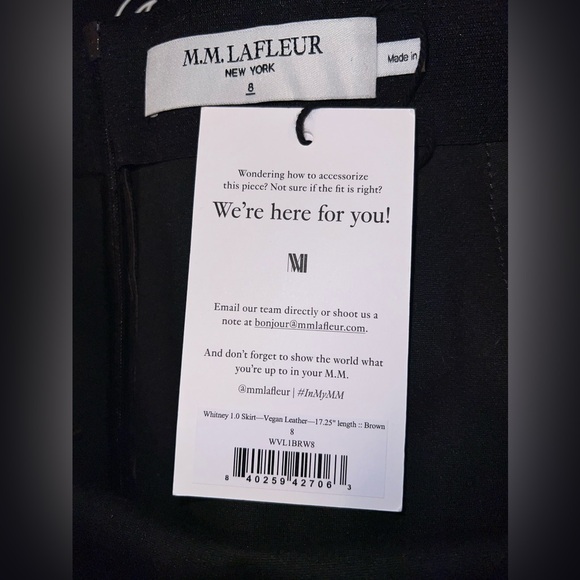 M.M.LAFLEUR
NEW YORK
8
Made in
Wondering how to accessorize
this piece? Not sure if the fit is right?
We're here for you!
Email our team directly or shoot us a
note at bonjour@mmlafleur.com.
And don't forget to show the world what
you're up to in your M.M.
@mmlafleur | #InMyMM
Whitney 1.0 Skirt—Vegan Leather—17.25" length :: Brown
8
WVL1BRW8
8 40259 42706 3